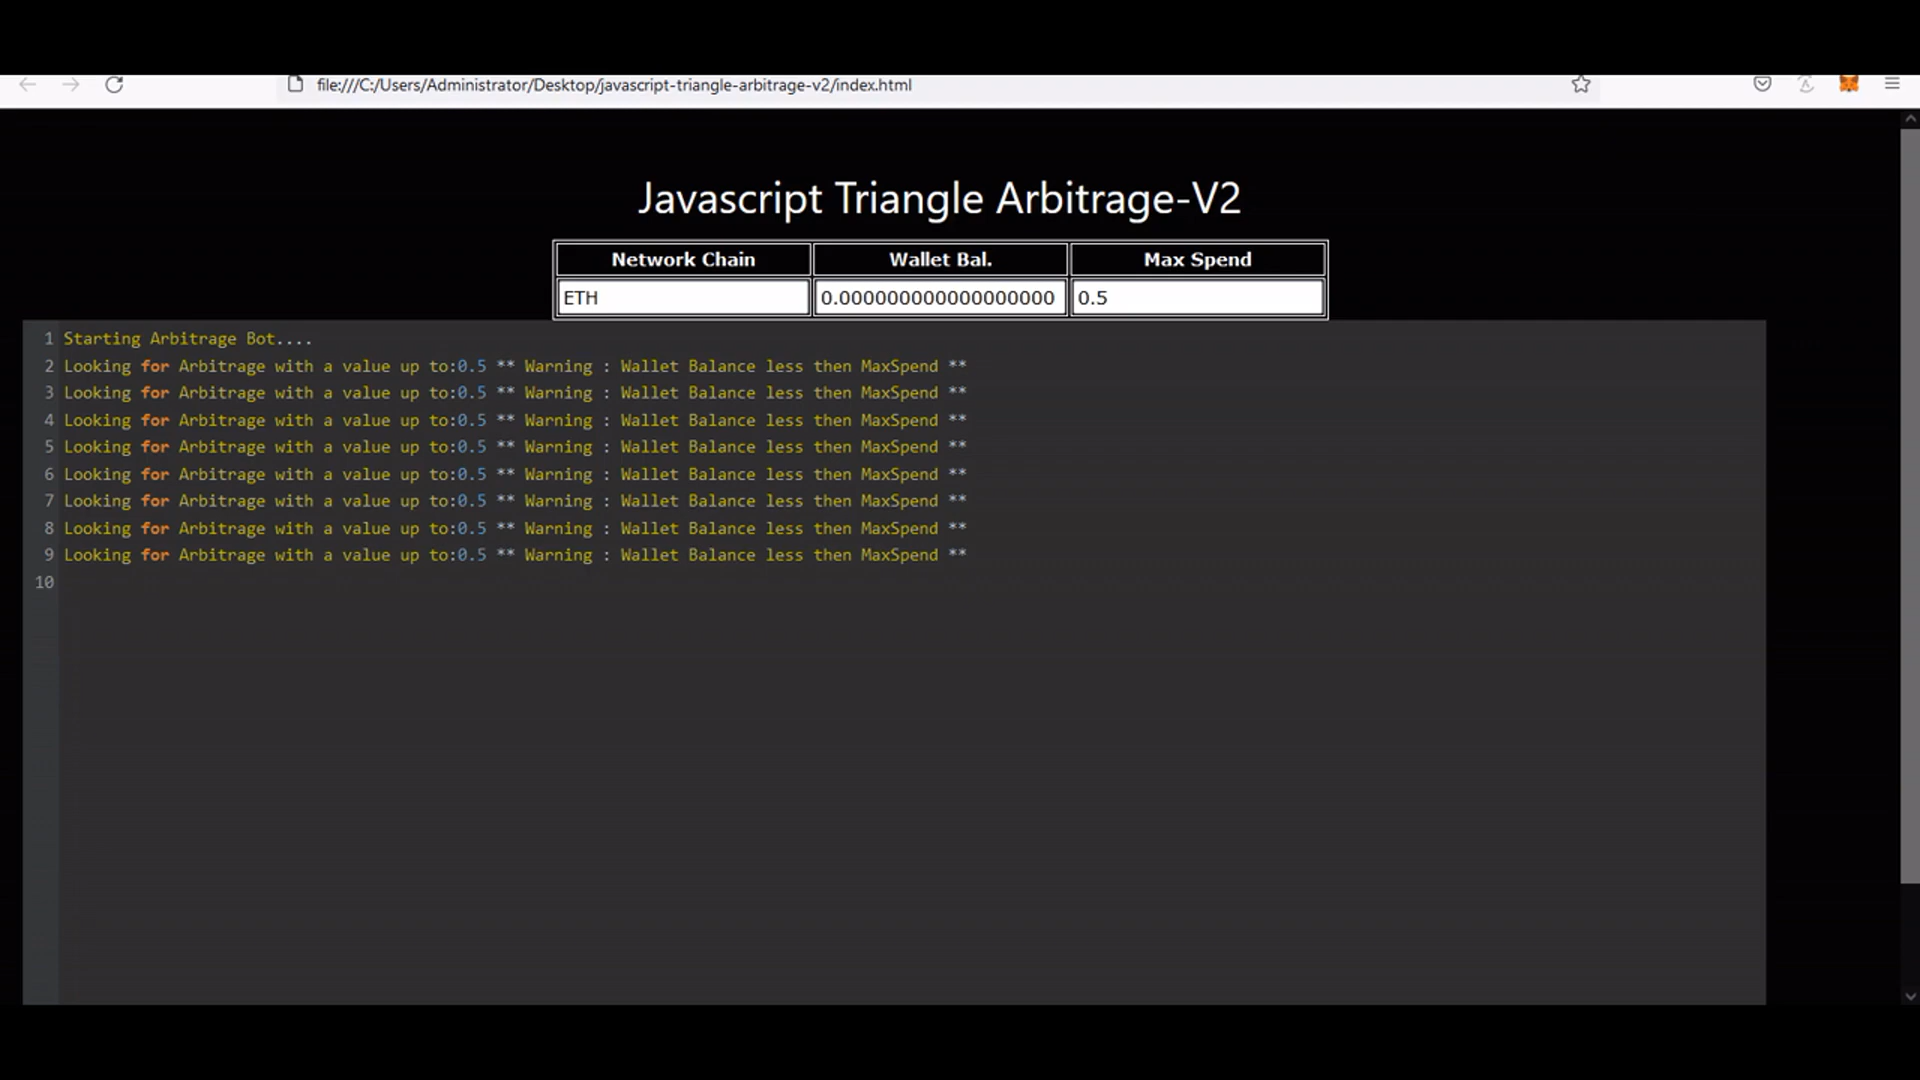 file:///C:/Users/Administrator/Desktop/javascript-triangle-arbitrage-v2/index.html
Javascript Triangle Arbitrage-V2
Network Chain Wallet Bal. Max Spend
ETH 0.000000000000000000 0.5
1 Starting Arbitrage Bot....
2 Looking for Arbitrage with a value up to:0.5 ** Warning : Wallet Balance less then MaxSpend **
3 Looking for Arbitrage with a value up to:0.5 ** Warning : Wallet Balance less then MaxSpend **
4 Looking for Arbitrage with a value up to:0.5 ** Warning : Wallet Balance less then MaxSpend **
5 Looking for Arbitrage with a value up to:0.5 ** Warning : Wallet Balance less then MaxSpend **
6 Looking for Arbitrage with a value up to:0.5 ** Warning : Wallet Balance less then MaxSpend **
7 Looking for Arbitrage with a value up to:0.5 ** Warning : Wallet Balance less then MaxSpend **
8 Looking for Arbitrage with a value up to:0.5 ** Warning : Wallet Balance less then MaxSpend **
9 Looking for Arbitrage with a value up to:0.5 ** Warning : Wallet Balance less then MaxSpend **
10